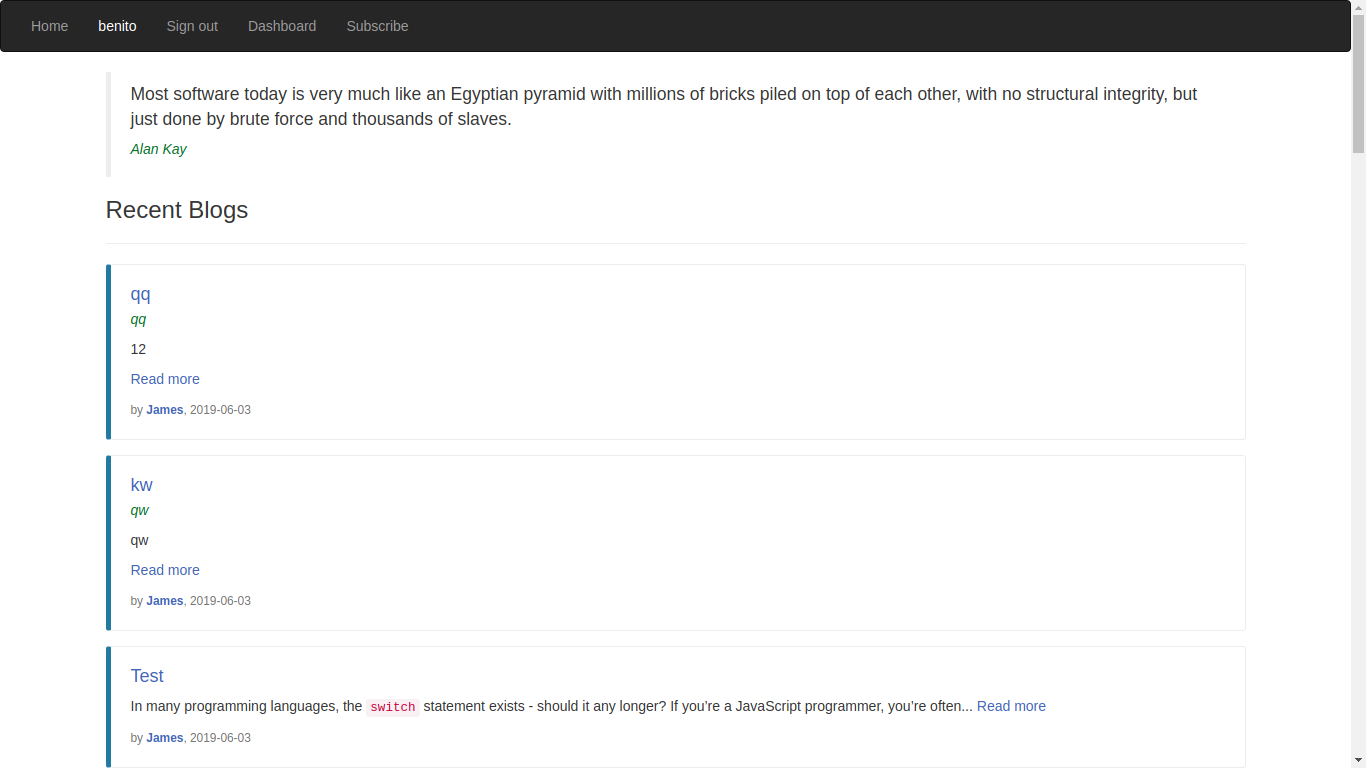 Home benito Sign out Dashboard Subscribe
Most software today is very much like an Egyptian pyramid with millions of bricks piled on top of each other, with no structural integrity, but
just done by brute force and thousands of slaves.
Alan Kay
Recent Blogs
qq
qq
12
Read more
by James, 2019-06-03
kw
qw
qw
Read more
by James, 2019-06-03
Test
In many programming languages, the switch statement exists - should it any longer? If you’re a JavaScript programmer, you’re often... Read more
by James, 2019-06-03